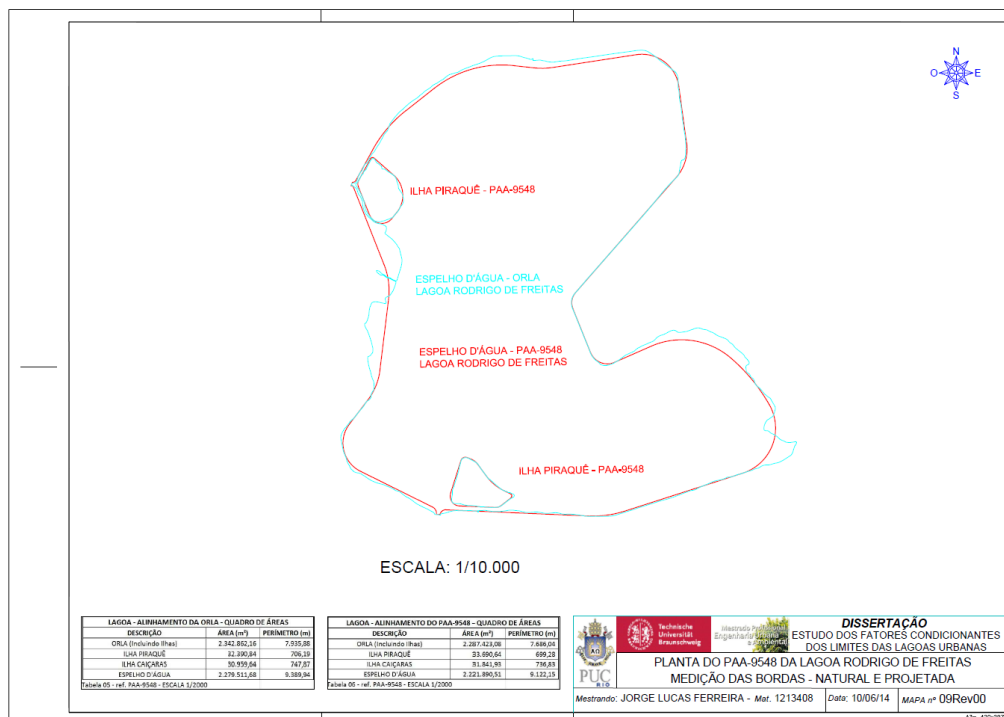 N
O E
S
ILHA PIRAQUÊ - PAA-9548
ESPELHO D'ÁGUA - ORLA
LAGOA RODRIGO DE FREITAS
ESPELHO D'ÁGUA - PAA-9548
LAGOA RODRIGO DE FREITAS
ILHA PIRAQUÊ - PAA-9548
ESCALA: 1/10.000
LAGOA - ALINHAMENTO DA ORLA - QUADRO DE ÁREAS
DESCRIÇÃO ÁREA (m²) PERÍMETRO (m)
ORLA (Incluindo Ilhas) 2.342.862,16 7.935,88
ILHA PIRAQUÊ 32.390,84 706,19
ILHA CAIÇARAS 30.959,64 747,87
ESPELHO D'ÁGUA 2.279.511,68 9.389,94
Tabela 05 - ref. PAA-9548 - ESCALA 1/2000
LAGOA - ALINHAMENTO DO PAA-9548 – QUADRO DE ÁREAS
DESCRIÇÃO ÁREA (m²) PERÍMETRO (m)
ORLA (Incluindo Ilhas) 2.287.423,08 7.686,04
ILHA PIRAQUÊ 33.690,64 699,28
ILHA CAIÇARAS 31.841,93 736,83
ESPELHO D'ÁGUA 2.221.890,51 9.122,15
Tabela 06 - ref. PAA-9548 - ESCALA 1/2000
PUC
RIO
Technische
Universität
Braunschweig
Mestrado Profissional
Engenharia Urbana
e Ambiental
DISSERTAÇÃO
ESTUDO DOS FATORES CONDICIONANTES
DOS LIMITES DAS LAGOAS URBANAS
PLANTA DO PAA-9548 DA LAGOA RODRIGO DE FREITAS
MEDIÇÃO DAS BORDAS - NATURAL E PROJETADA
Mestrando: JORGE LUCAS FERREIRA - Mat. 1213408
Data: 10/06/14
MAPA nº 09Rev00